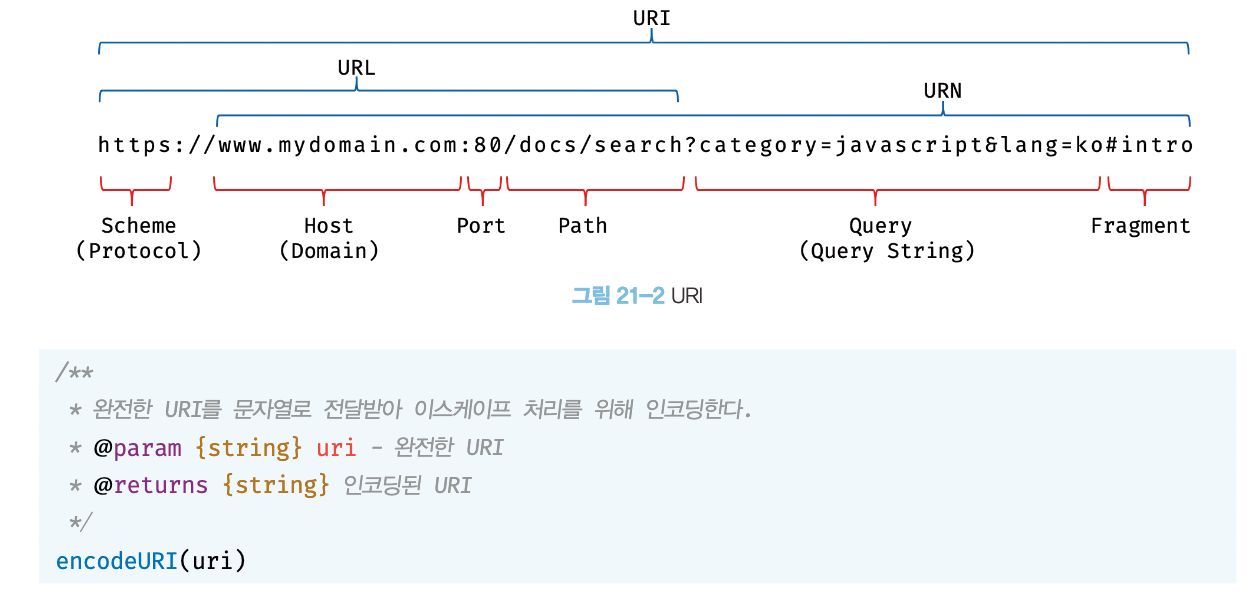 URI
URL
URN
https://www.mydomain.com:80/docs/search?category=javascript&lang=ko#intro
Scheme Host Port Path Query Fragment
(Protocol) (Domain) (Query String)
그림 21-2 URI
/**
 * 완전한 URI를 문자열로 전달받아 이스케이프 처리를 위해 인코딩한다.
 * @param {string} uri - 완전한 URI
 * @returns {string} 인코딩된 URI
 */
encodeURI(uri)